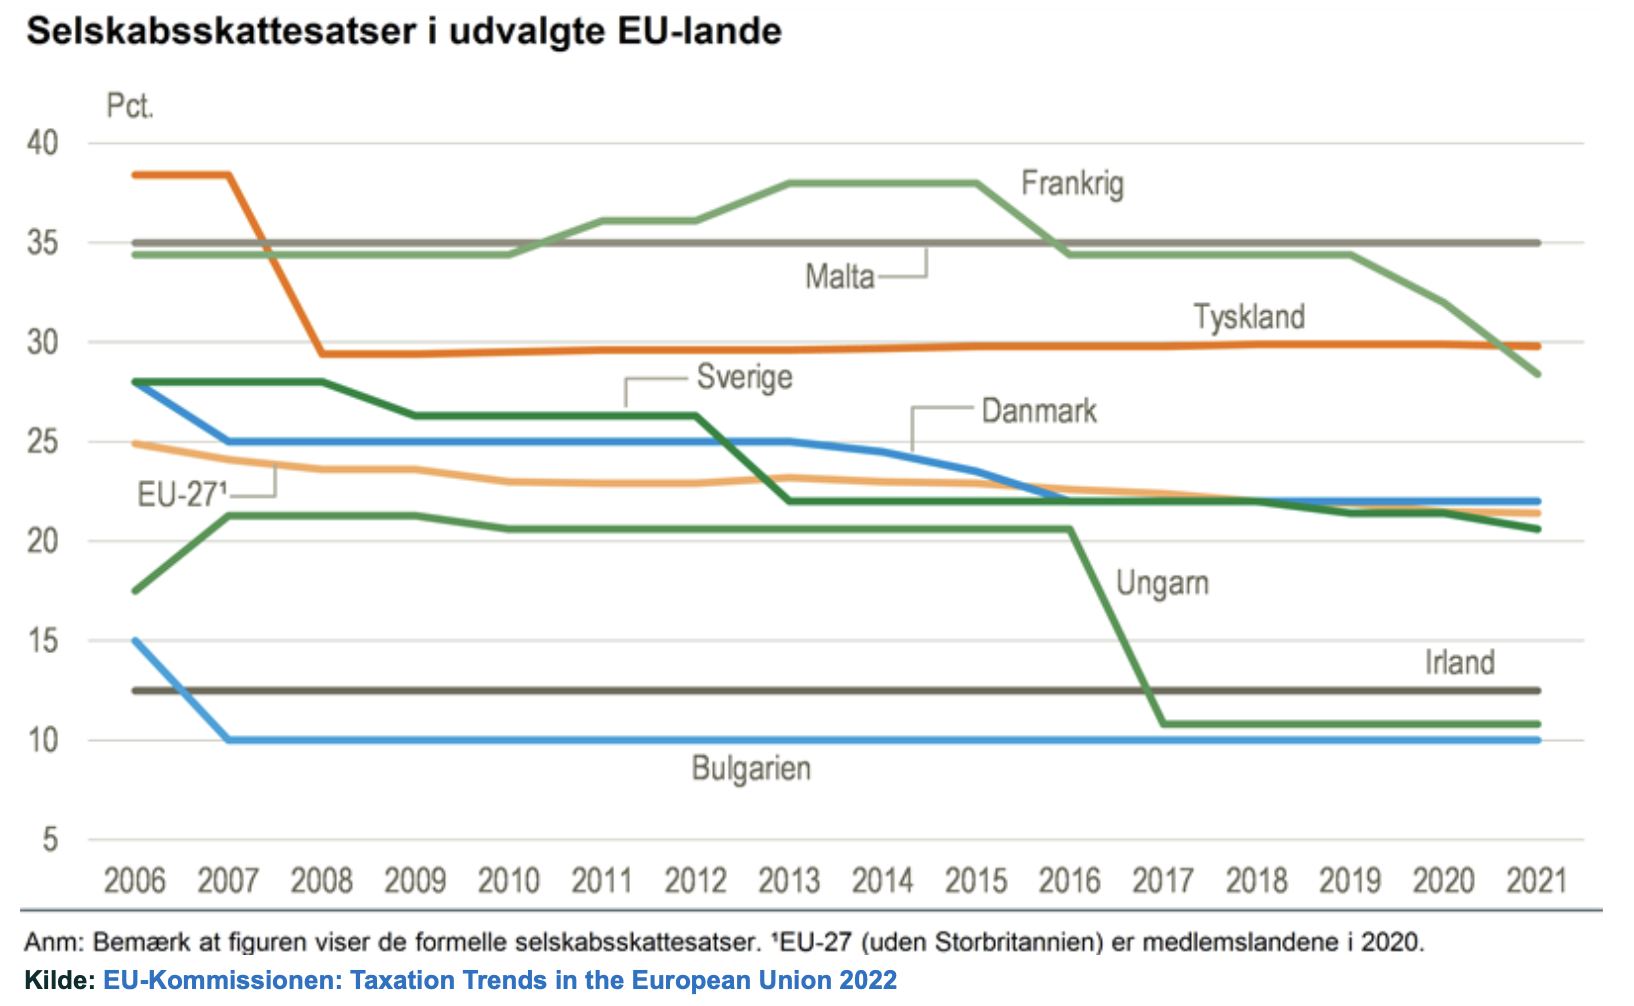 Selskabsskattesatser i udvalgte EU-lande
Pct.
40
35
30
25
20
15
10
5
Frankrig
Malta
Tyskland
Sverige
Danmark
EU-27¹
Ungarn
Irland
Bulgarien
2006 2007 2008 2009 2010 2011 2012 2013 2014 2015 2016 2017 2018 2019 2020 2021
Anm: Bemærk at figuren viser de formelle selskabsskattesatser. ¹EU-27 (uden Storbritannien) er medlemslandene i 2020.
Kilde: EU-Kommissionen: Taxation Trends in the European Union 2022